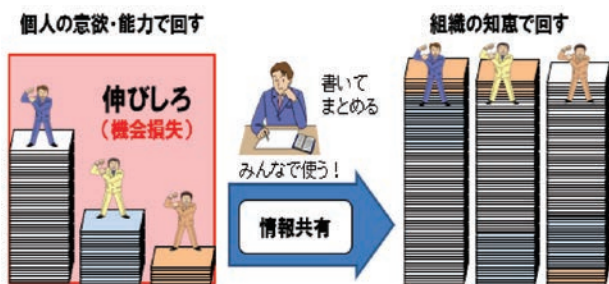 個人の意欲・能力で回す
伸びしろ
(機会損失)
書いて
まとめる
みんなで使う！
情報共有
組織の知恵で回す